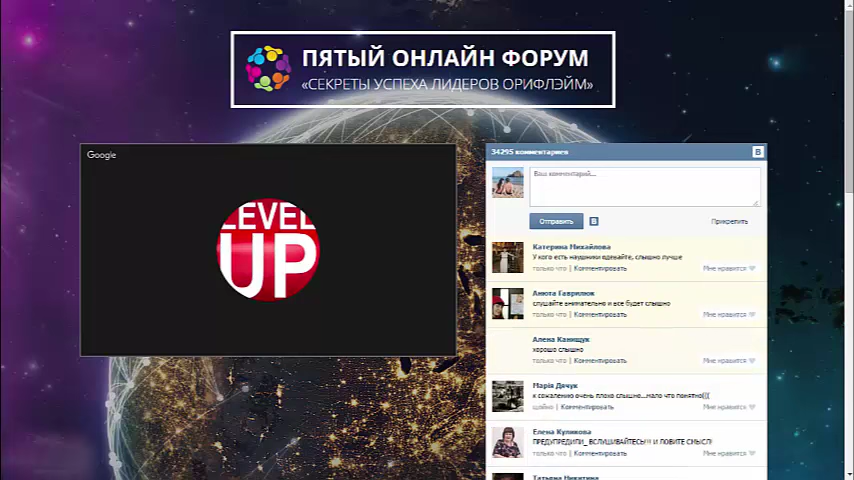 ПЯТЫЙ ОНЛАЙН ФОРУМ
«СЕКРЕТЫ УСПЕХА ЛИДЕРОВ ОРИФЛЭЙМ»
Google
LEVEL
UP
34295 комментариев
B
Ваш комментарий...
Отправить
B
Прикрепить
Катерина Михайлова
У кого есть наушники одевайте, слышно лучше
только что | Комментировать
Мне нравится
Анюта Гаврилюк
слушайте внимательно и все будет слышно
только что | Комментировать
Мне нравится
Алена Канищук
хорошо слышно
только что | Комментировать
Мне нравится
Марія Дячук
к сожалению очень плохо слышно...мало что понятно(((
щойно | Комментировать
Мне нравится
Елена Куликова
ПРЕДУПРЕДИЛИ_ ВСЛУШИВАЙТЕСЬ!!! И ЛОВИТЕ СМЫСЛ!
только что | Комментировать
Мне нравится
Татьяна Никитина